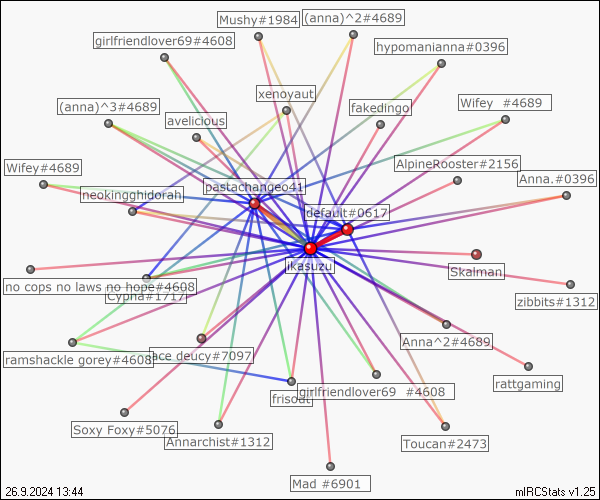 Mushy#1984
(anna)^2#4689
girlfriendlover69#4608
hypomanianna#0396
xenoyaut
(anna)^3#4689
avelicious
fakedingo
Wifey  #4689
Wifey#4689
AlpineRooster#2156
neokingghidorah
pastachangeo41
Anna.#0396
default#0617
jkasuzu
Skalman
no cops no laws no hope#4608
Cypha#1717
zibbits#1312
ramshackle gorey#4608
ace deucy#7097
Anna^2#4689
rattgaming
frisoat
girlfriendlover69  #4608
Soxy Foxy#5076
Annarchist#1312
Toucan#2473
Mad #6901
26.9.2024 13:44
mIRCStats v1.25